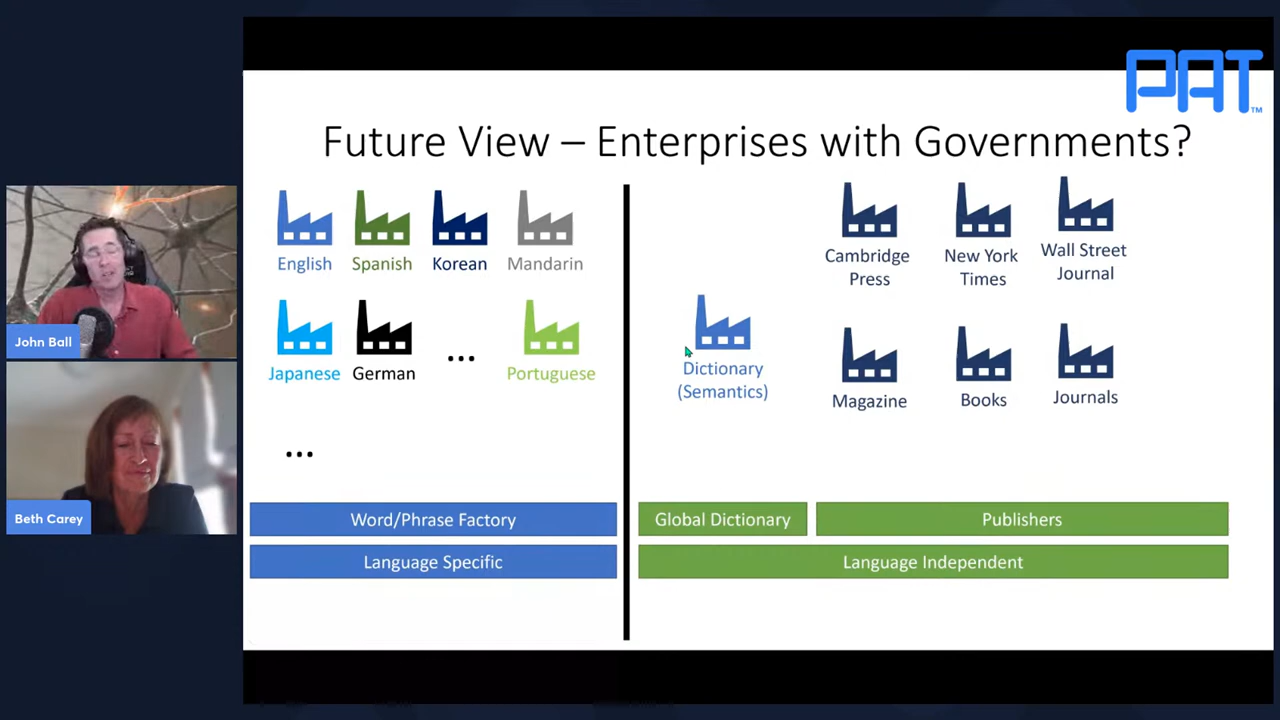 PAT™
Future View – Enterprises with Governments?
English
Spanish
Korean
Mandarin
Japanese
German
...
Portuguese
...
Word/Phrase Factory
Language Specific
Cambridge
Press
New York
Times
Wall Street
Journal
Dictionary
(Semantics)
Magazine
Books
Journals
Global Dictionary
Publishers
Language Independent
John Ball
Beth Carey